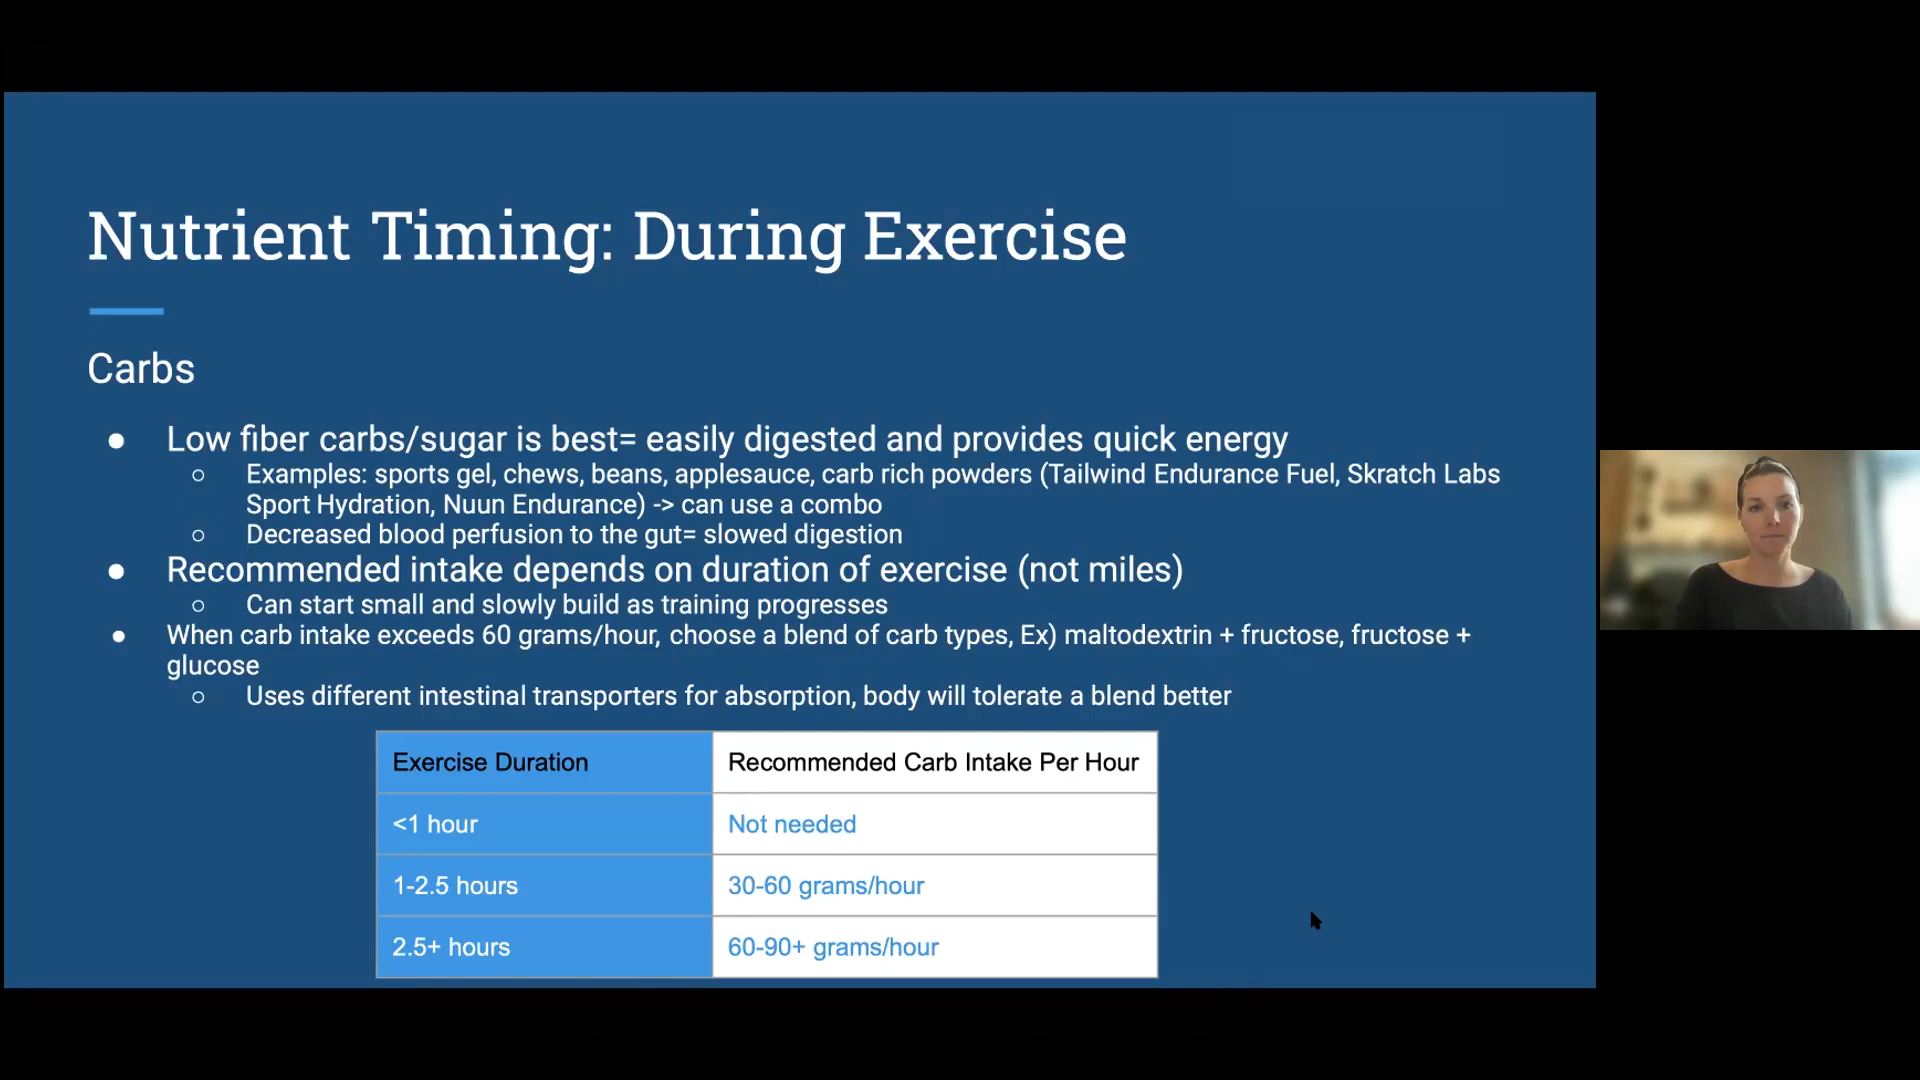 Nutrient Timing: During Exercise
Carbs
● Low fiber carbs/sugar is best= easily digested and provides quick energy
○ Examples: sports gel, chews, beans, applesauce, carb rich powders (Tailwind Endurance Fuel, Skratch Labs
Sport Hydration, Nuun Endurance) -> can use a combo
○ Decreased blood perfusion to the gut= slowed digestion
● Recommended intake depends on duration of exercise (not miles)
○ Can start small and slowly build as training progresses
● When carb intake exceeds 60 grams/hour, choose a blend of carb types, Ex) maltodextrin + fructose, fructose +
glucose
○ Uses different intestinal transporters for absorption, body will tolerate a blend better
Exercise Duration Recommended Carb Intake Per Hour
<1 hour Not needed
1-2.5 hours 30-60 grams/hour
2.5+ hours 60-90+ grams/hour